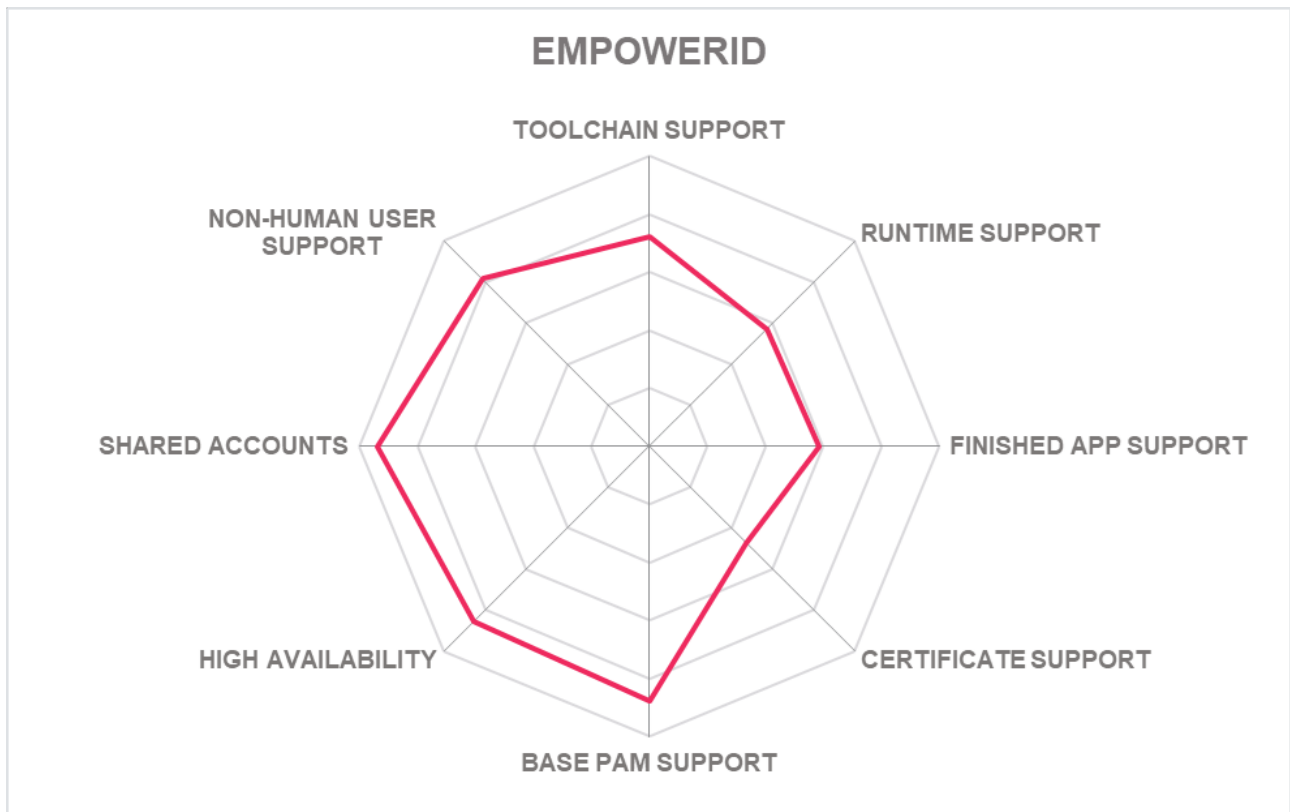 EMPOWERID
TOOLCHAIN SUPPORT
NON-HUMAN USER
SUPPORT
RUNTIME SUPPORT
SHARED ACCOUNTS
FINISHED APP SUPPORT
HIGH AVAILABILITY
CERTIFICATE SUPPORT
BASE PAM SUPPORT